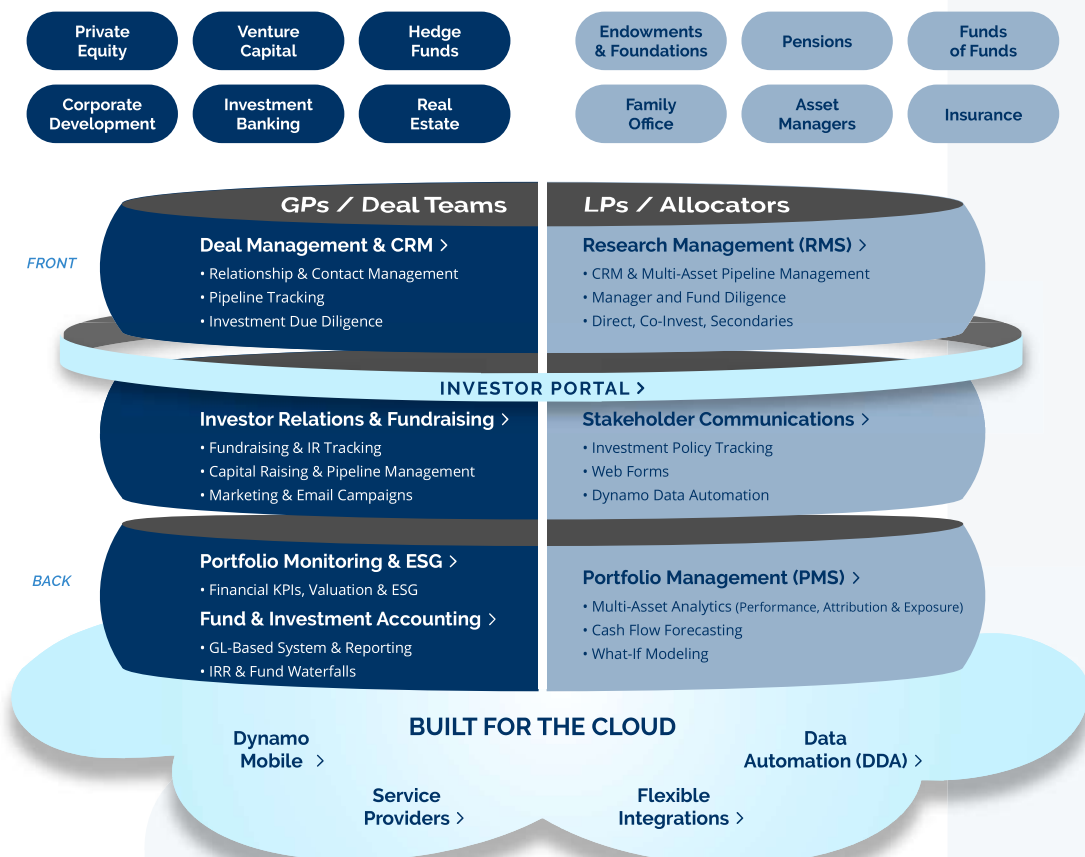 Private
Equity
Venture
Capital
Hedge
Funds
Endowments
& Foundations
Pensions
Funds
of Funds
Corporate
Development
Investment
Banking
Real
Estate
Family
Office
Asset
Managers
Insurance
GPs / Deal Teams
LPs / Allocators
FRONT
Deal Management & CRM >
• Relationship & Contact Management
• Pipeline Tracking
• Investment Due Diligence
Research Management (RMS) >
• CRM & Multi-Asset Pipeline Management
• Manager and Fund Diligence
• Direct, Co-Invest, Secondaries
INVESTOR PORTAL >
Investor Relations & Fundraising >
• Fundraising & IR Tracking
• Capital Raising & Pipeline Management
• Marketing & Email Campaigns
Stakeholder Communications >
• Investment Policy Tracking
• Web Forms
• Dynamo Data Automation
BACK
Portfolio Monitoring & ESG >
• Financial KPIs, Valuation & ESG
Fund & Investment Accounting >
• GL-Based System & Reporting
• IRR & Fund Waterfalls
Portfolio Management (PMS) >
• Multi-Asset Analytics (Performance, Attribution & Exposure)
• Cash Flow Forecasting
• What-If Modeling
BUILT FOR THE CLOUD
Dynamo
Mobile >
Data
Automation (DDA) >
Service
Providers >
Flexible
Integrations >